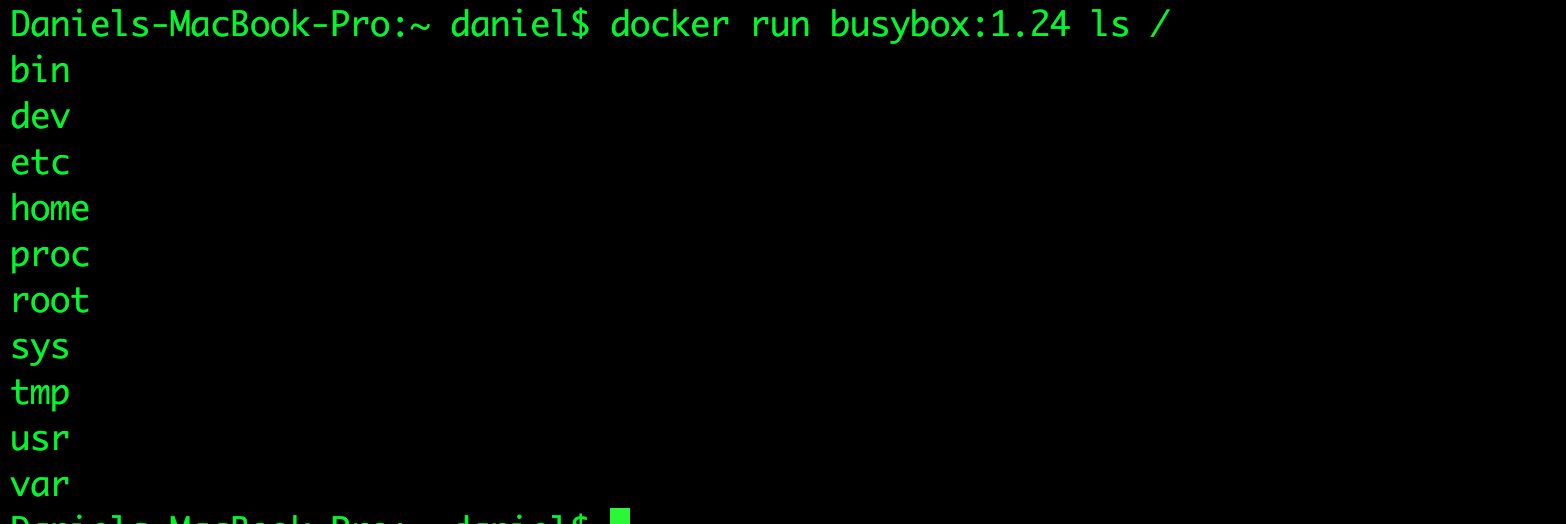 Daniels-MacBook-Pro:~ daniel$ docker run busybox:1.24 ls /
bin
dev
etc
home
proc
root
sys
tmp
usr
var
Daniels-MacBook-Pro:~ daniel$